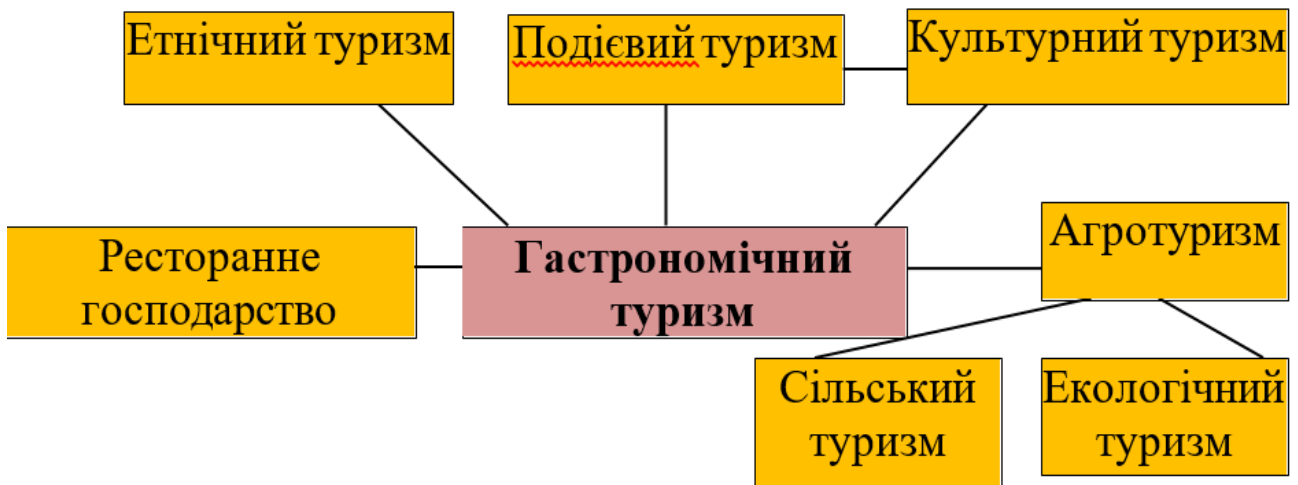 Етнічний туризм
Подієвий туризм
Культурний туризм
Ресторанне
господарство
Гастрономічний
туризм
Агротуризм
Сільський
туризм
Екологічний
туризм